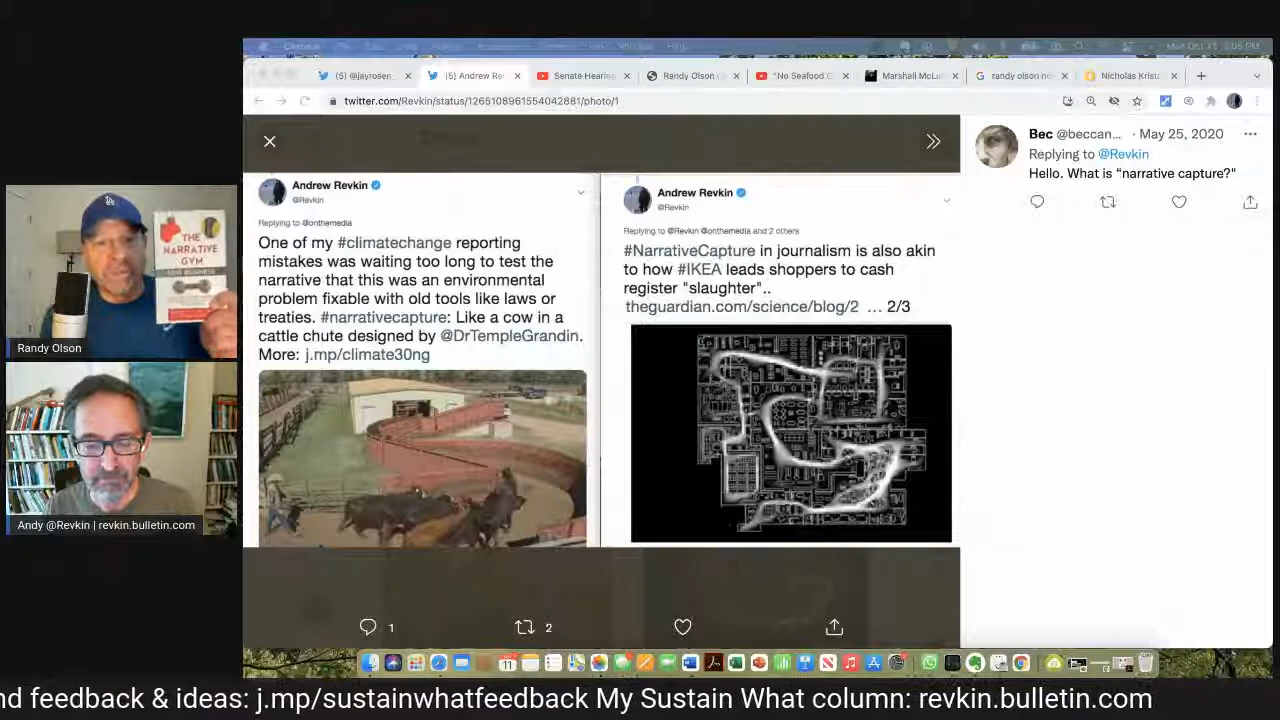 Mon Oct 11 2:06 PM
(5) @jayrosen_
(5) Andrew Re
Senate Hearin
Randy Olson (
"No Seafood G
Marshall McLu
randy olson ne
Nicholas Krist
twitter.com/Revkin/status/1265108961554042881/photo/1
Andrew Revkin
@Revkin
Replying to @onthemedia
One of my #climatechange reporting
mistakes was waiting too long to test the
narrative that this was an environmental
problem fixable with old tools like laws or
treaties. #narrativecapture: Like a cow in a
cattle chute designed by @DrTempleGrandin.
More: j.mp/climate30ng
Andrew Revkin
@Revkin
Replying to @Revkin @onthemedia and 2 others
#NarrativeCapture in journalism is also akin
to how #IKEA leads shoppers to cash
register "slaughter"..
theguardian.com/science/blog/2 ... 2/3
1
2
Bec @beccan... · May 25, 2020
Replying to @Revkin
Hello. What is “narrative capture?”
THE
NARRATIVE
GYM
FOR BUSINESS
Randy Olson
Andy @Revkin | revkin.bulletin.com
nd feedback & ideas: j.mp/sustainwhatfeedback My Sustain What column: revkin.bulletin.com